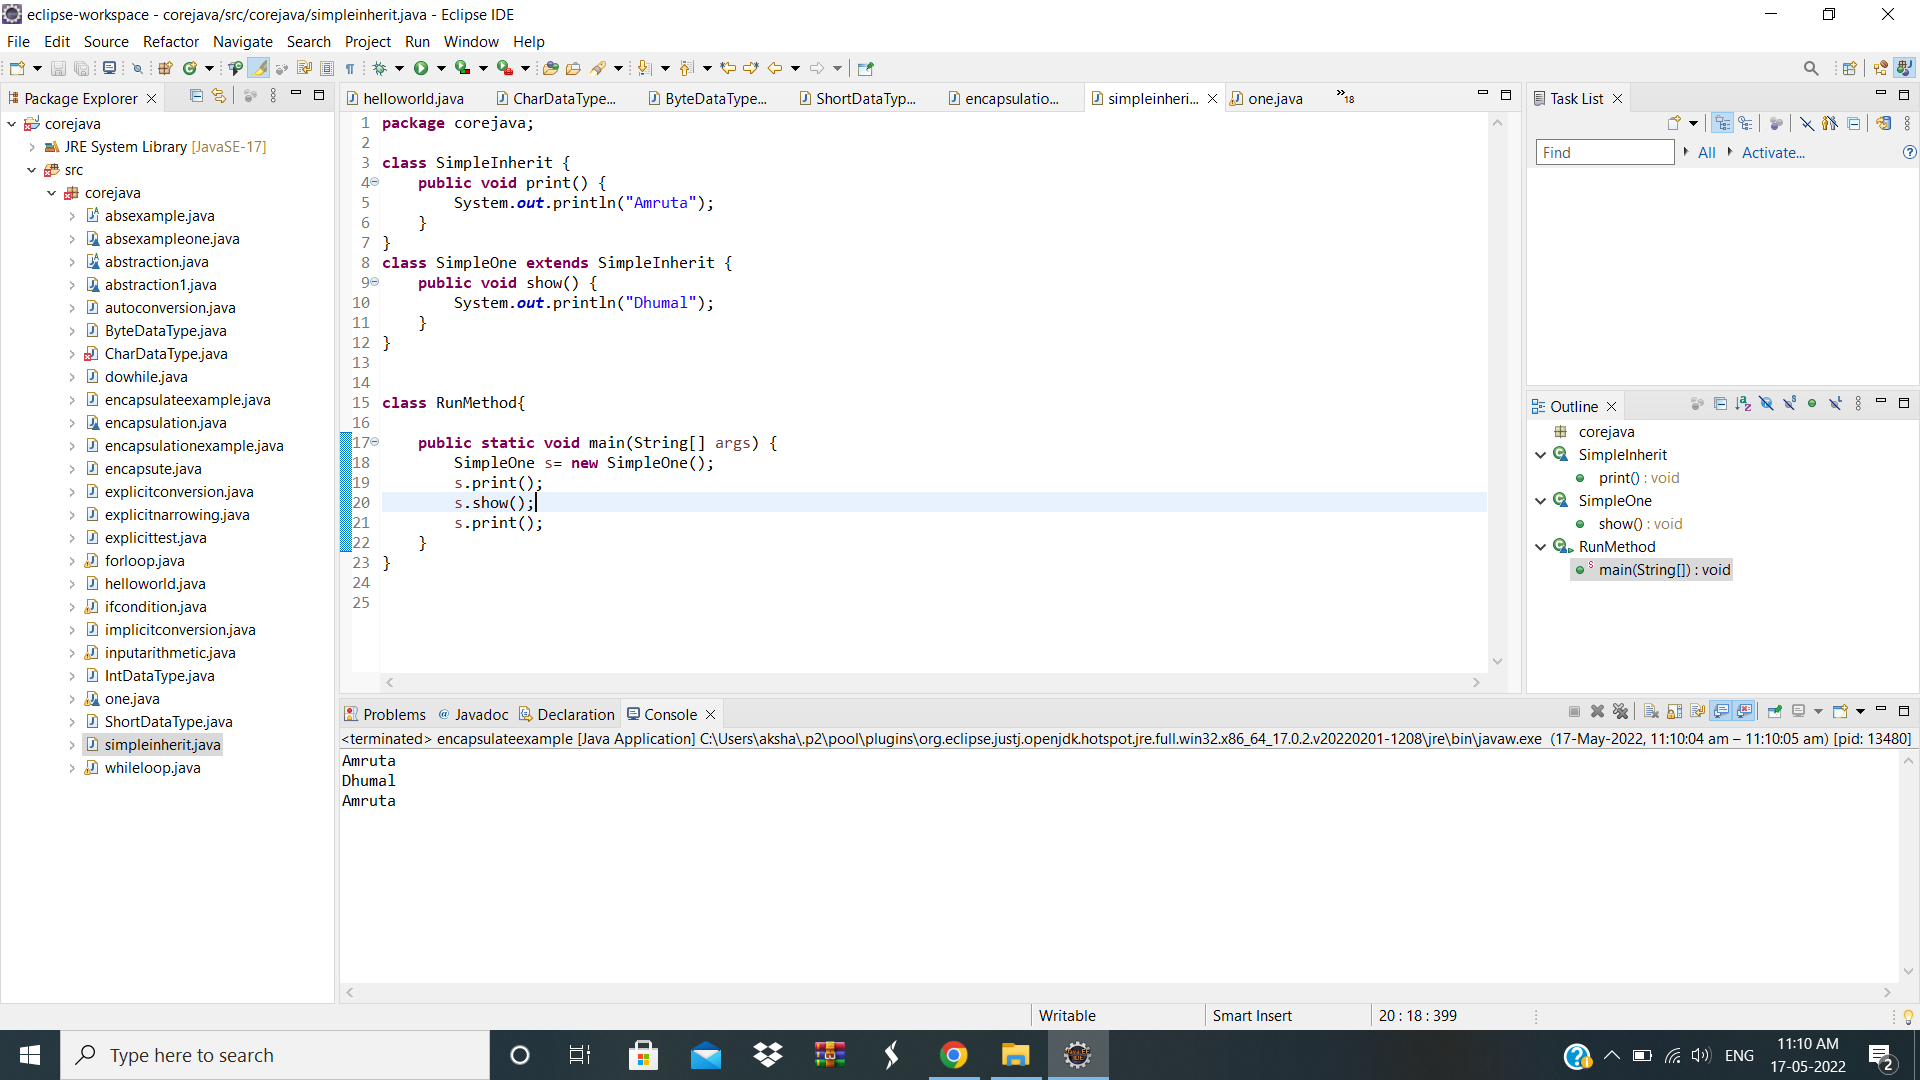 eclipse-workspace - corejava/src/corejava/simpleinherit.java - Eclipse IDE
File Edit Source Refactor Navigate Search Project Run Window Help
Package Explorer
corejava
JRE System Library [JavaSE-17]
src
corejava
absexample.java
absexampleone.java
abstraction.java
abstraction1.java
autoconversion.java
ByteDataType.java
CharDataType.java
dowhile.java
encapsulateexample.java
encapsulation.java
encapsulationexample.java
encapsute.java
explicitconversion.java
explicitnarrowing.java
explicittest.java
forloop.java
helloworld.java
ifcondition.java
implicitconversion.java
inputarithmetic.java
IntDataType.java
one.java
ShortDataType.java
simpleinherit.java
whileloop.java
helloworld.java CharDataType... ByteDataType... ShortDataTyp... encapsulatio... simpleinheri... one.java »18
1 package corejava;
2
3 class SimpleInherit {
4 public void print() {
5 System.out.println("Amruta");
6 }
7 }
8 class SimpleOne extends SimpleInherit {
9 public void show() {
10 System.out.println("Dhumal");
11 }
12 }
13
14
15 class RunMethod{
16
17 public static void main(String[] args) {
18 SimpleOne s= new SimpleOne();
19 s.print();
20 s.show();
21 s.print();
22 }
23 }
24
25
Task List
Find All Activate...
Outline
corejava
SimpleInherit
print() : void
SimpleOne
show() : void
RunMethod
main(String[]) : void
Problems @ Javadoc Declaration Console
<terminated> encapsulateexample [Java Application] C:\Users\aksha\.p2\pool\plugins\org.eclipse.justj.openjdk.hotspot.jre.full.win32.x86_64_17.0.2.v20220201-1208\jre\bin\javaw.exe (17-May-2022, 11:10:04 am – 11:10:05 am) [pid: 13480]
Amruta
Dhumal
Amruta
Writable Smart Insert 20 : 18 : 399
Type here to search
ENG
11:10 AM
17-05-2022
2